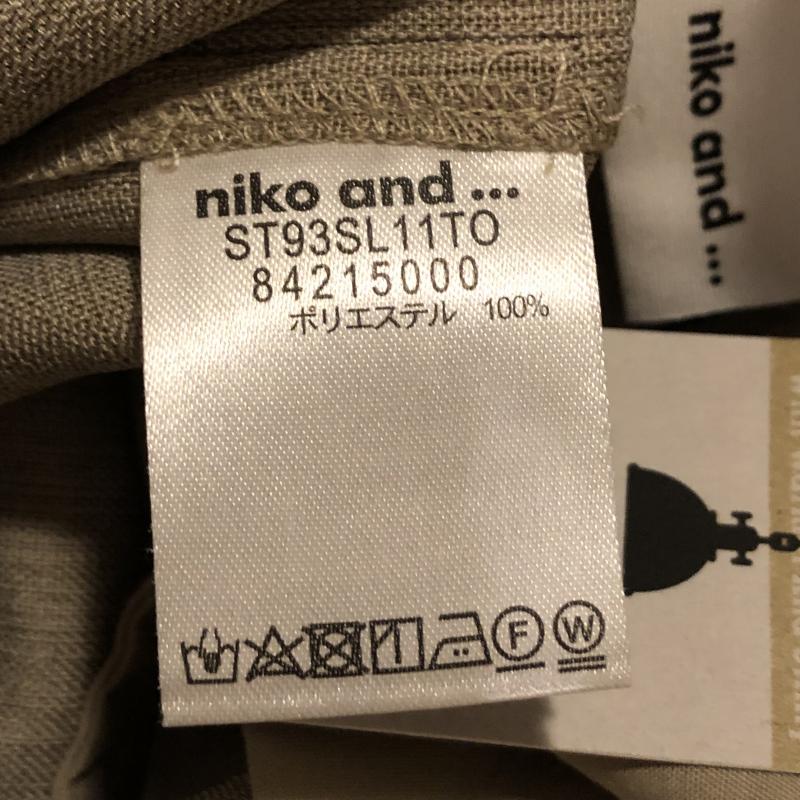 niko and ...
ST93SL11TO
84215000
ポリエステル 100%
F
W
niko and ...